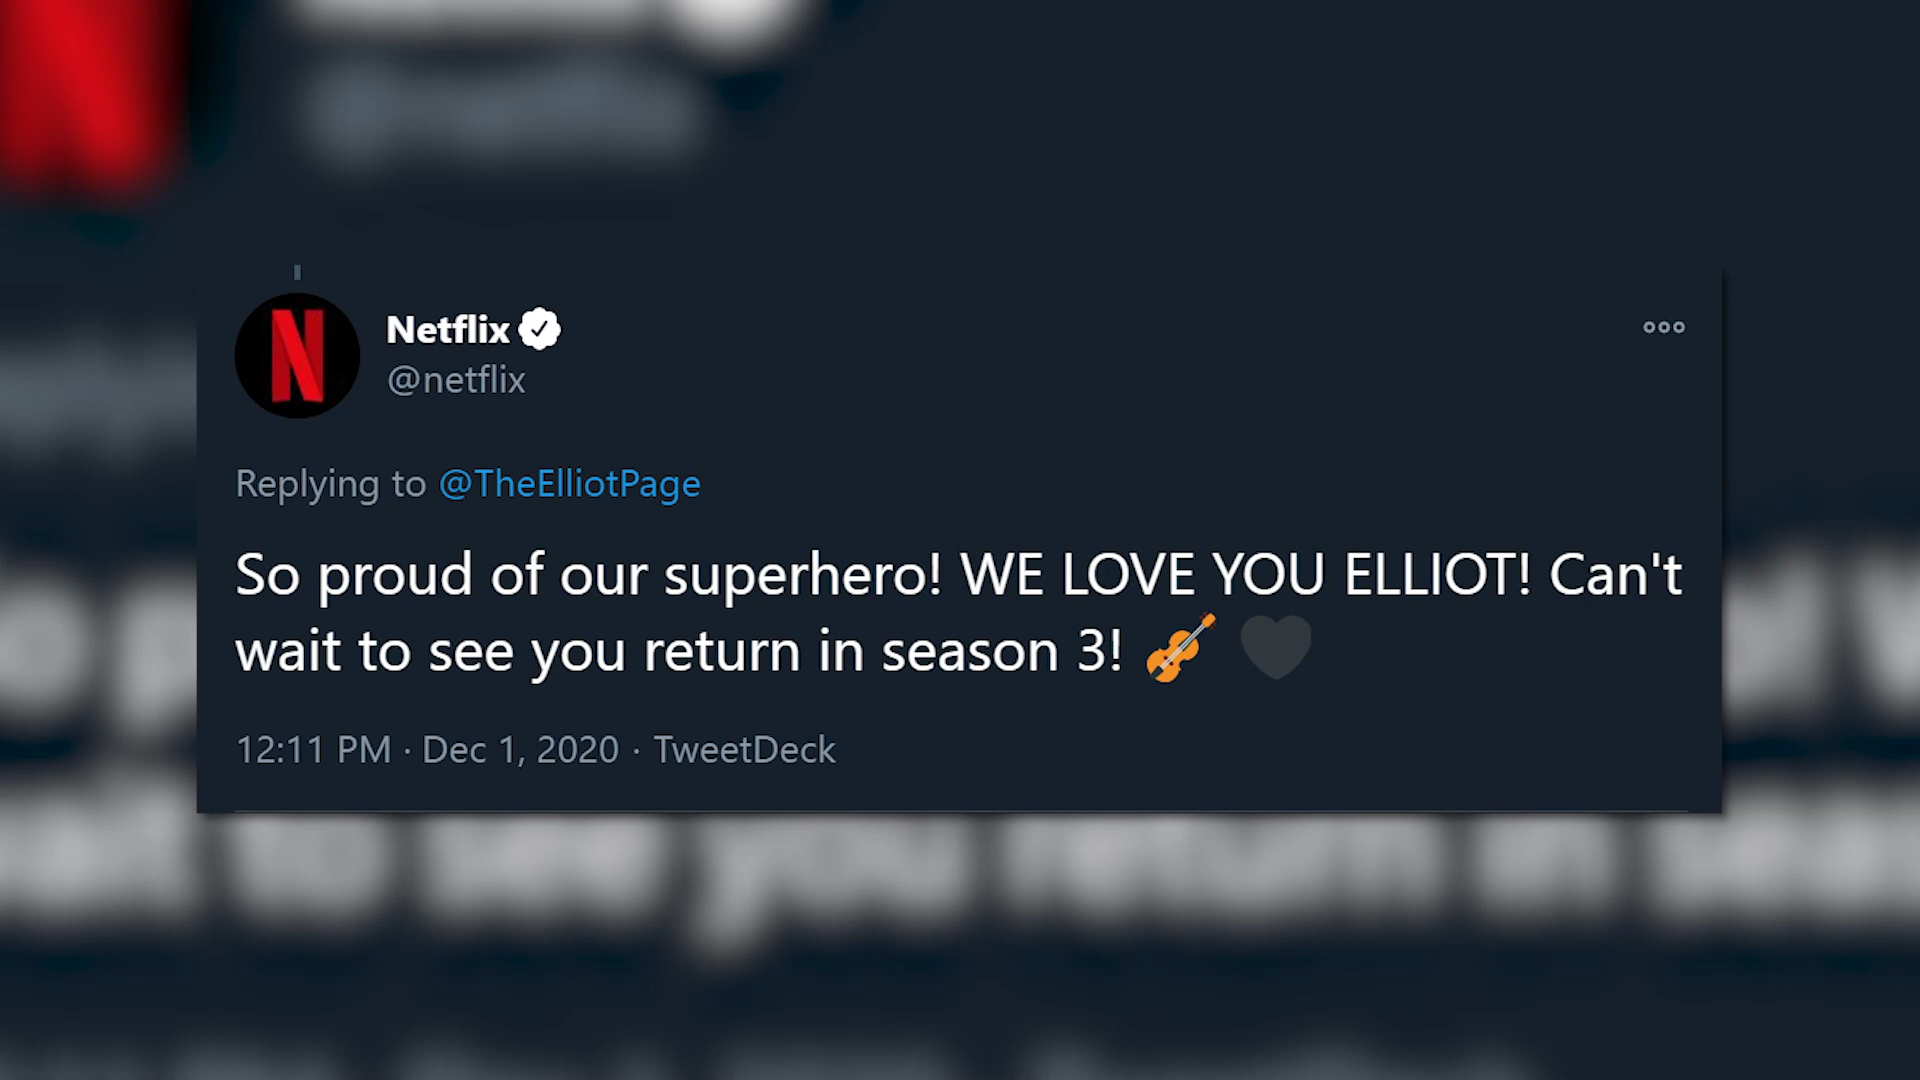 Netflix
@netflix
Replying to @TheElliotPage
So proud of our superhero! WE LOVE YOU ELLIOT! Can't
wait to see you return in season 3! 🎻 🖤
12:11 PM · Dec 1, 2020 · TweetDeck